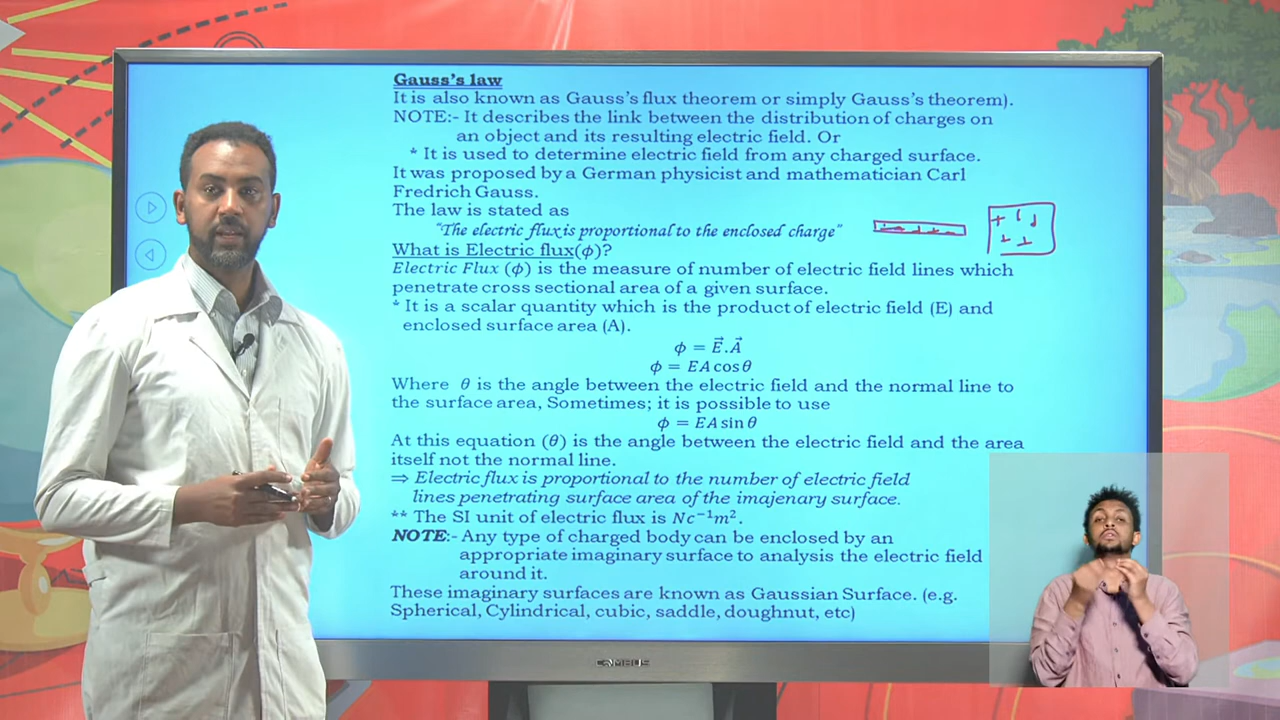 Gauss's law
It is also known as Gauss's flux theorem or simply Gauss's theorem).
NOTE:- It describes the link between the distribution of charges on
an object and its resulting electric field. Or
* It is used to determine electric field from any charged surface.
It was proposed by a German physicist and mathematician Carl
Fredrich Gauss.
The law is stated as
"The electric flux is proportional to the enclosed charge"
What is Electric flux(ϕ)?
Electric Flux (ϕ) is the measure of number of electric field lines which
penetrate cross sectional area of a given surface.
* It is a scalar quantity which is the product of electric field (E) and
enclosed surface area (A).
ϕ = E⃗.A⃗
ϕ = EA cos θ
Where θ is the angle between the electric field and the normal line to
the surface area, Sometimes; it is possible to use
ϕ = EA sin θ
At this equation (θ) is the angle between the electric field and the area
itself not the normal line.
⇒ Electric flux is proportional to the number of electric field
lines penetrating surface area of the imajenary surface.
** The SI unit of electric flux is Nc⁻¹m².
NOTE:- Any type of charged body can be enclosed by an
appropriate imaginary surface to analysis the electric field
around it.
These imaginary surfaces are known as Gaussian Surface. (e.g.
Spherical, Cylindrical, cubic, saddle, doughnut, etc)